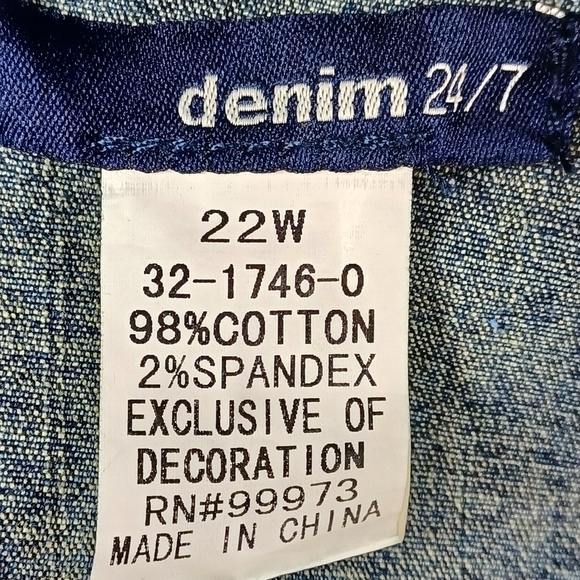 denim 24/7
22W
32-1746-0
98%COTTON
2%SPANDEX
EXCLUSIVE OF
DECORATION
RN#99973
MADE IN CHINA